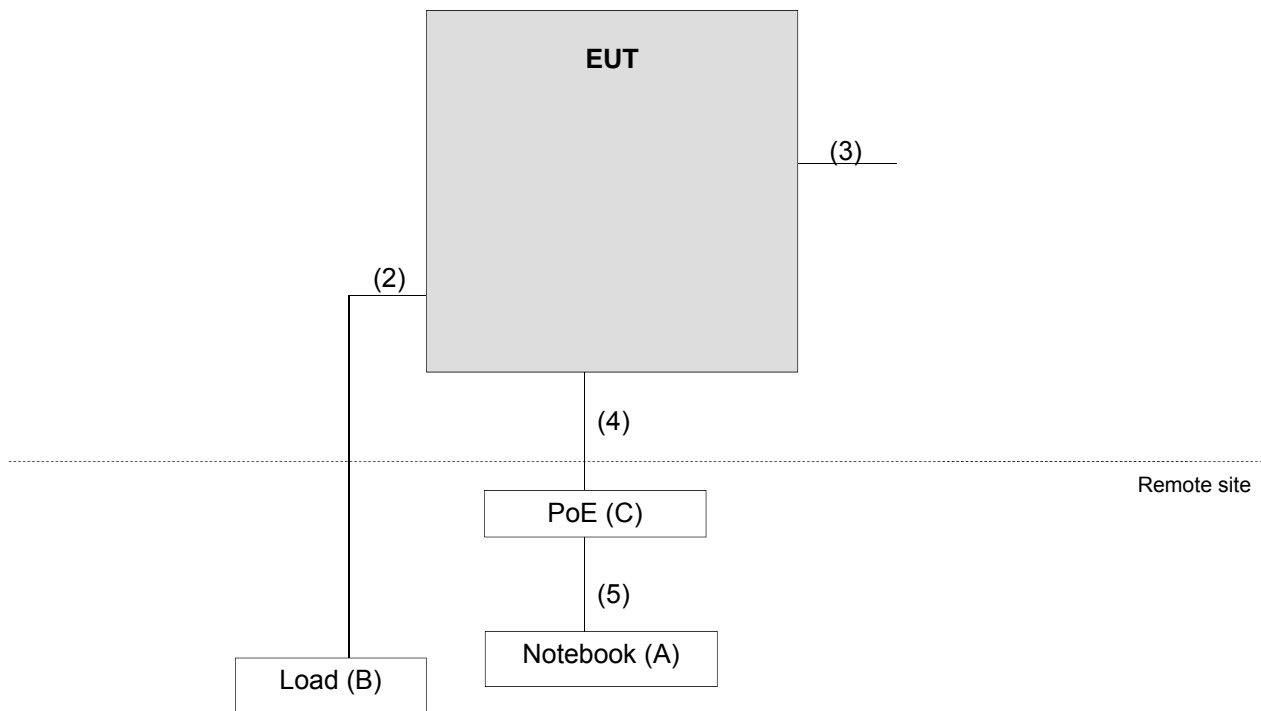 EUT
(3)
(2)
(4)
Remote site
PoE (C)
(5)
Notebook (A)
Load (B)